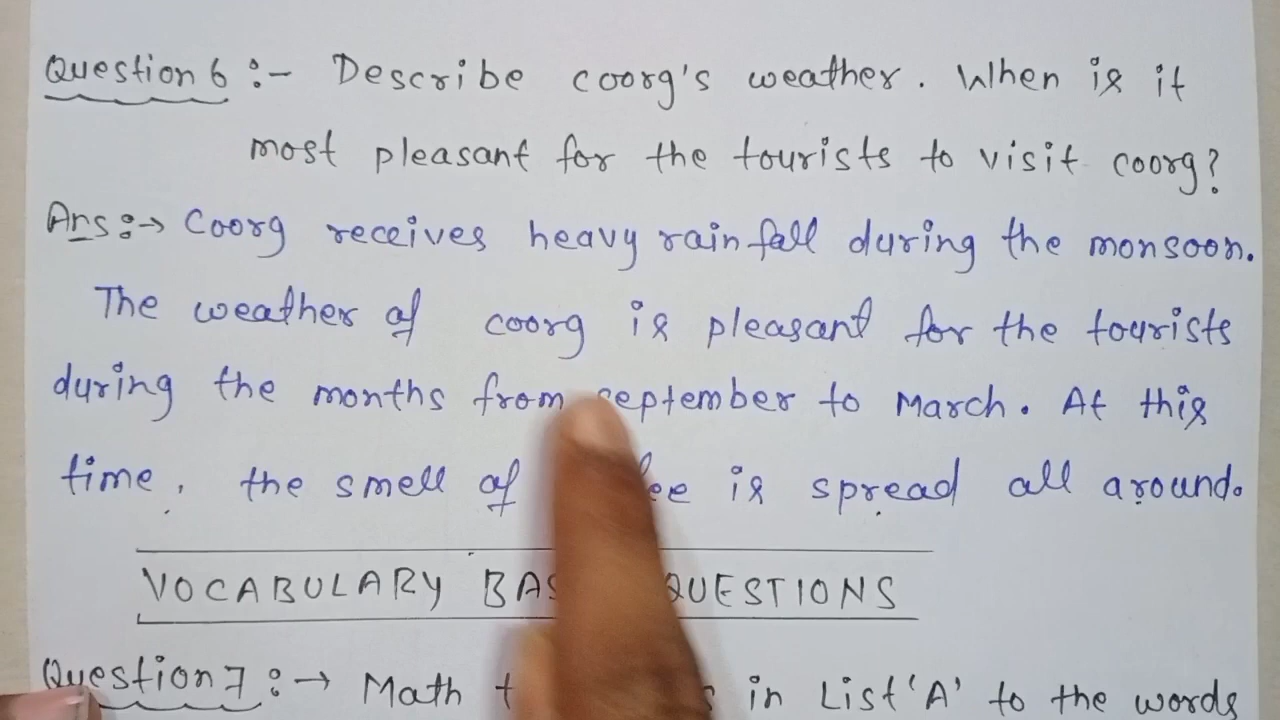 Question 6 :- Describe coorg's weather. When is it
most pleasant for the tourists to visit coorg?
Ans :→ Coorg receives heavy rainfall during the monsoon.
The weather of coorg is pleasant for the tourists
during the months from september to March. At this
time, the smell of is spread all around.
VOCABULARY QUESTIONS
Question 7 :→ Math in List 'A' to the words